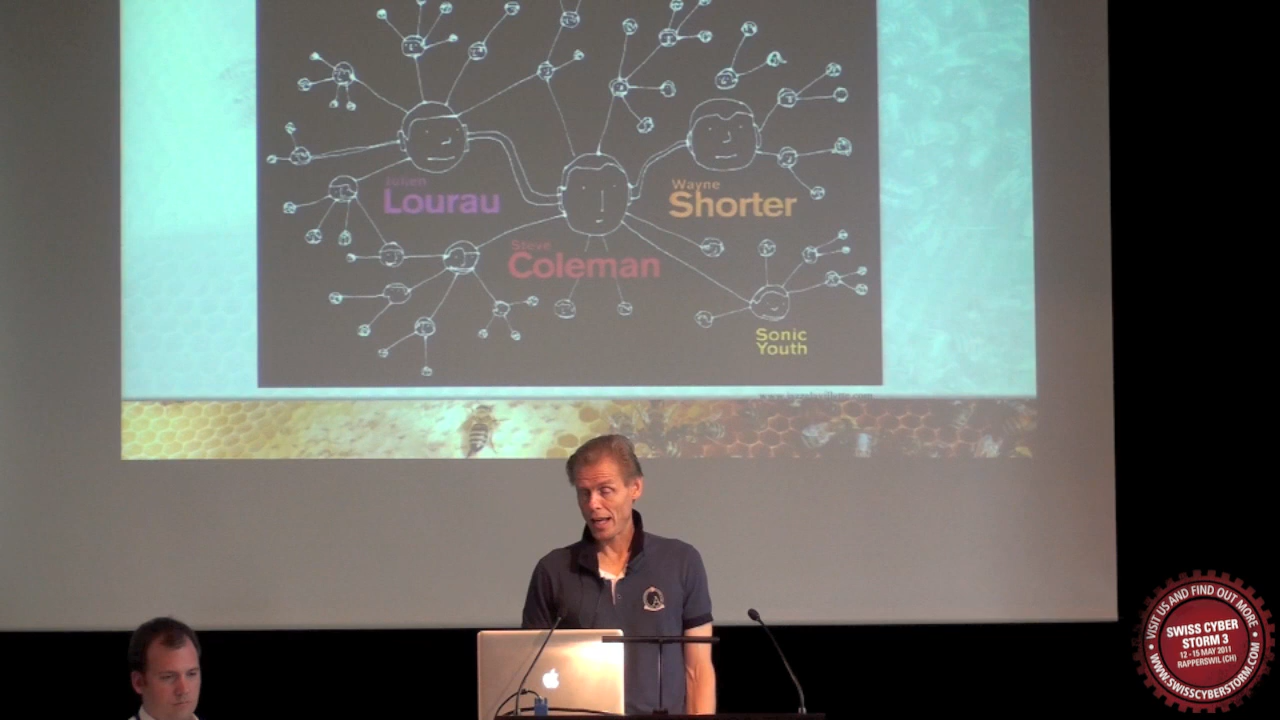 Julien
Lourau
Wayne
Shorter
Steve
Coleman
Sonic
Youth
• VISIT US AND FIND OUT MORE •
SWISS CYBER
STORM 3
12 - 15 MAY 2011
RAPPERSWIL (CH)
WWW.SWISSCYBERSTORM.COM